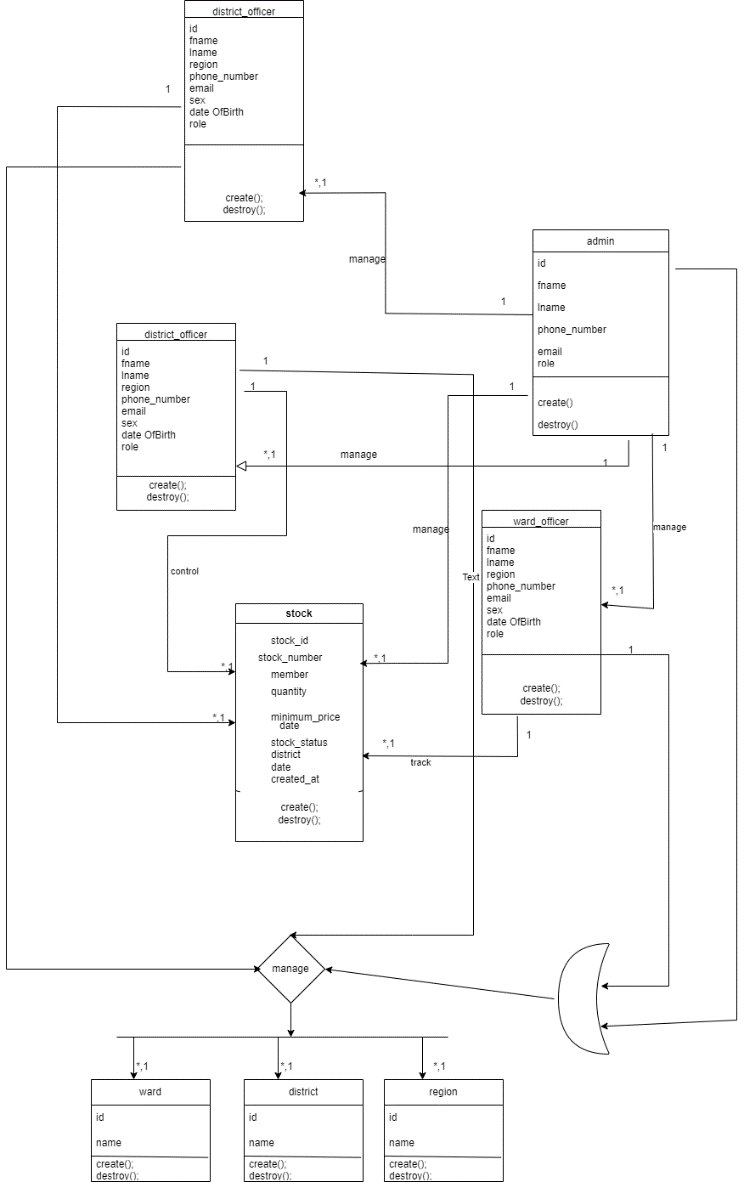 district_officer
id
fname
lname
region
phone_number
email
sex
date OfBirth
role
create();
destroy();
1
*,1
manage
1
admin
id
fname
lname
phone_number
email
role
create()
destroy()
district_officer
id
fname
lname
region
phone_number
email
sex
date OfBirth
role
create();
destroy();
1
1
1
*,1
manage
1
1
manage
manage
*,1
ward_officer
id
fname
lname
region
phone_number
email
sex
date OfBirth
role
create();
destroy();
1
1
Text
control
stock
stock_id
stock_number
member
quantity
minimum_price
date
stock_status
district
date
created_at
create();
destroy();
*,1
*,1
*,1
*,1
track
manage
*,1
*,1
*,1
ward
id
name
create();
destroy();
district
id
name
create();
destroy();
region
id
name
create();
destroy();